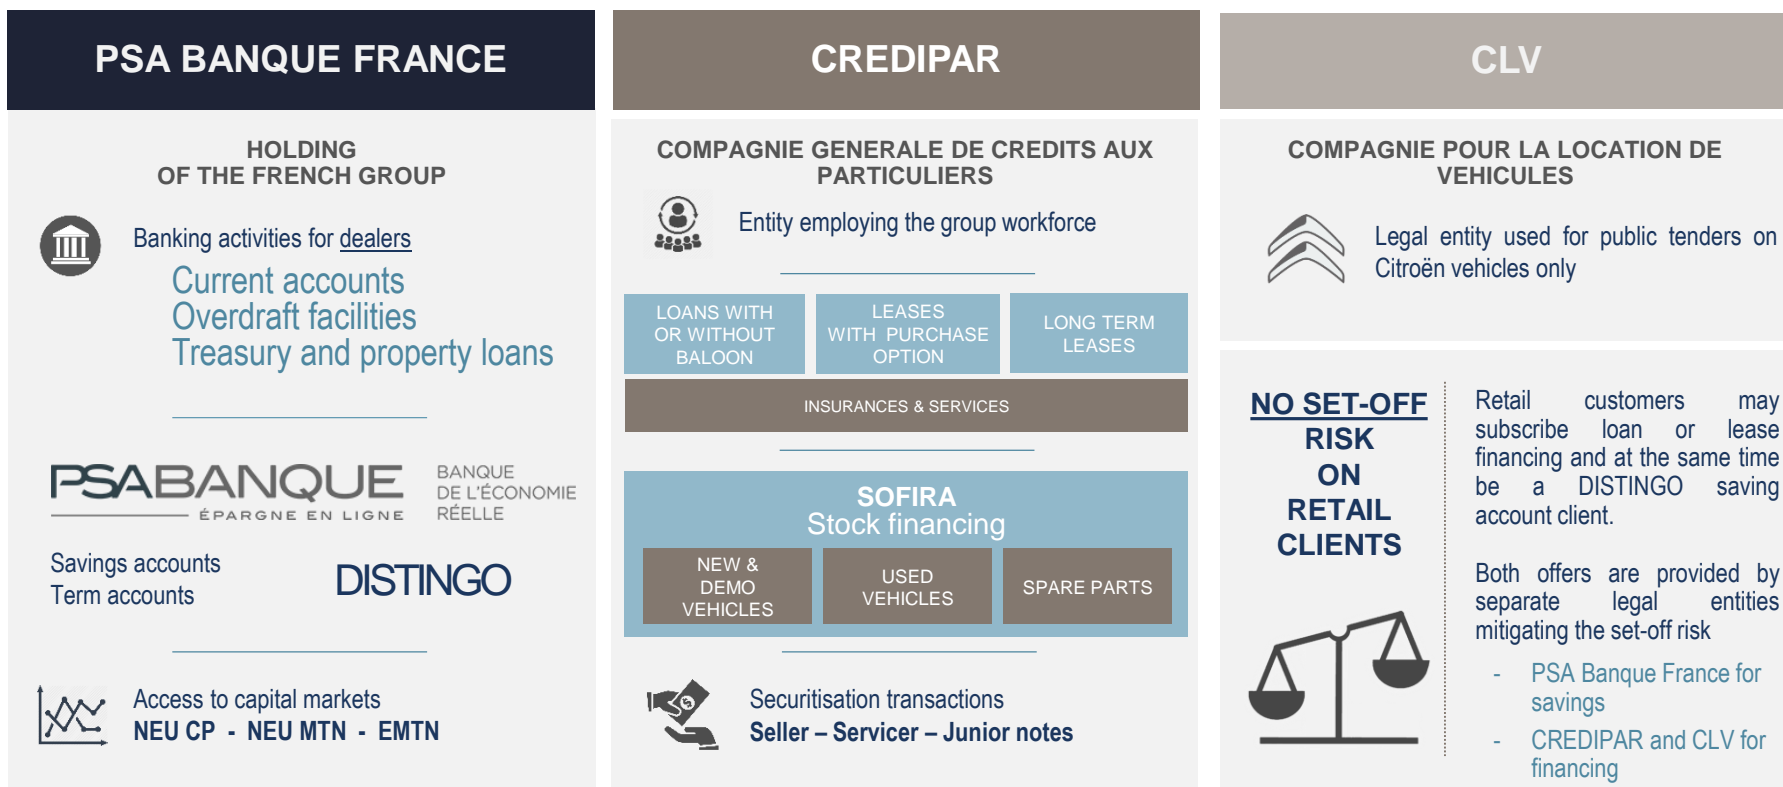 PSA BANQUE FRANCE
HOLDING
OF THE FRENCH GROUP
Banking activities for dealers
Current accounts
Overdraft facilities
Treasury and property loans
PSABANQUE
ÉPARGNE EN LIGNE
BANQUE
DE L'ÉCONOMIE
RÉELLE
Savings accounts
Term accounts
DISTINGO
Access to capital markets
NEU CP - NEU MTN - EMTN
CREDIPAR
COMPAGNIE GENERALE DE CREDITS AUX
PARTICULIERS
Entity employing the group workforce
LOANS WITH
OR WITHOUT
BALOON
LEASES
WITH PURCHASE
OPTION
LONG TERM
LEASES
INSURANCES & SERVICES
SOFIRA
Stock financing
NEW &
DEMO
VEHICLES
USED
VEHICLES
SPARE PARTS
Securitisation transactions
Seller – Servicer – Junior notes
CLV
COMPAGNIE POUR LA LOCATION DE
VEHICULES
Legal entity used for public tenders on
Citroën vehicles only
NO SET-OFF
RISK
ON
RETAIL
CLIENTS
Retail customers may
subscribe loan or lease
financing and at the same time
be a DISTINGO saving
account client.
Both offers are provided by
separate legal entities
mitigating the set-off risk
- PSA Banque France for
savings
- CREDIPAR and CLV for
financing